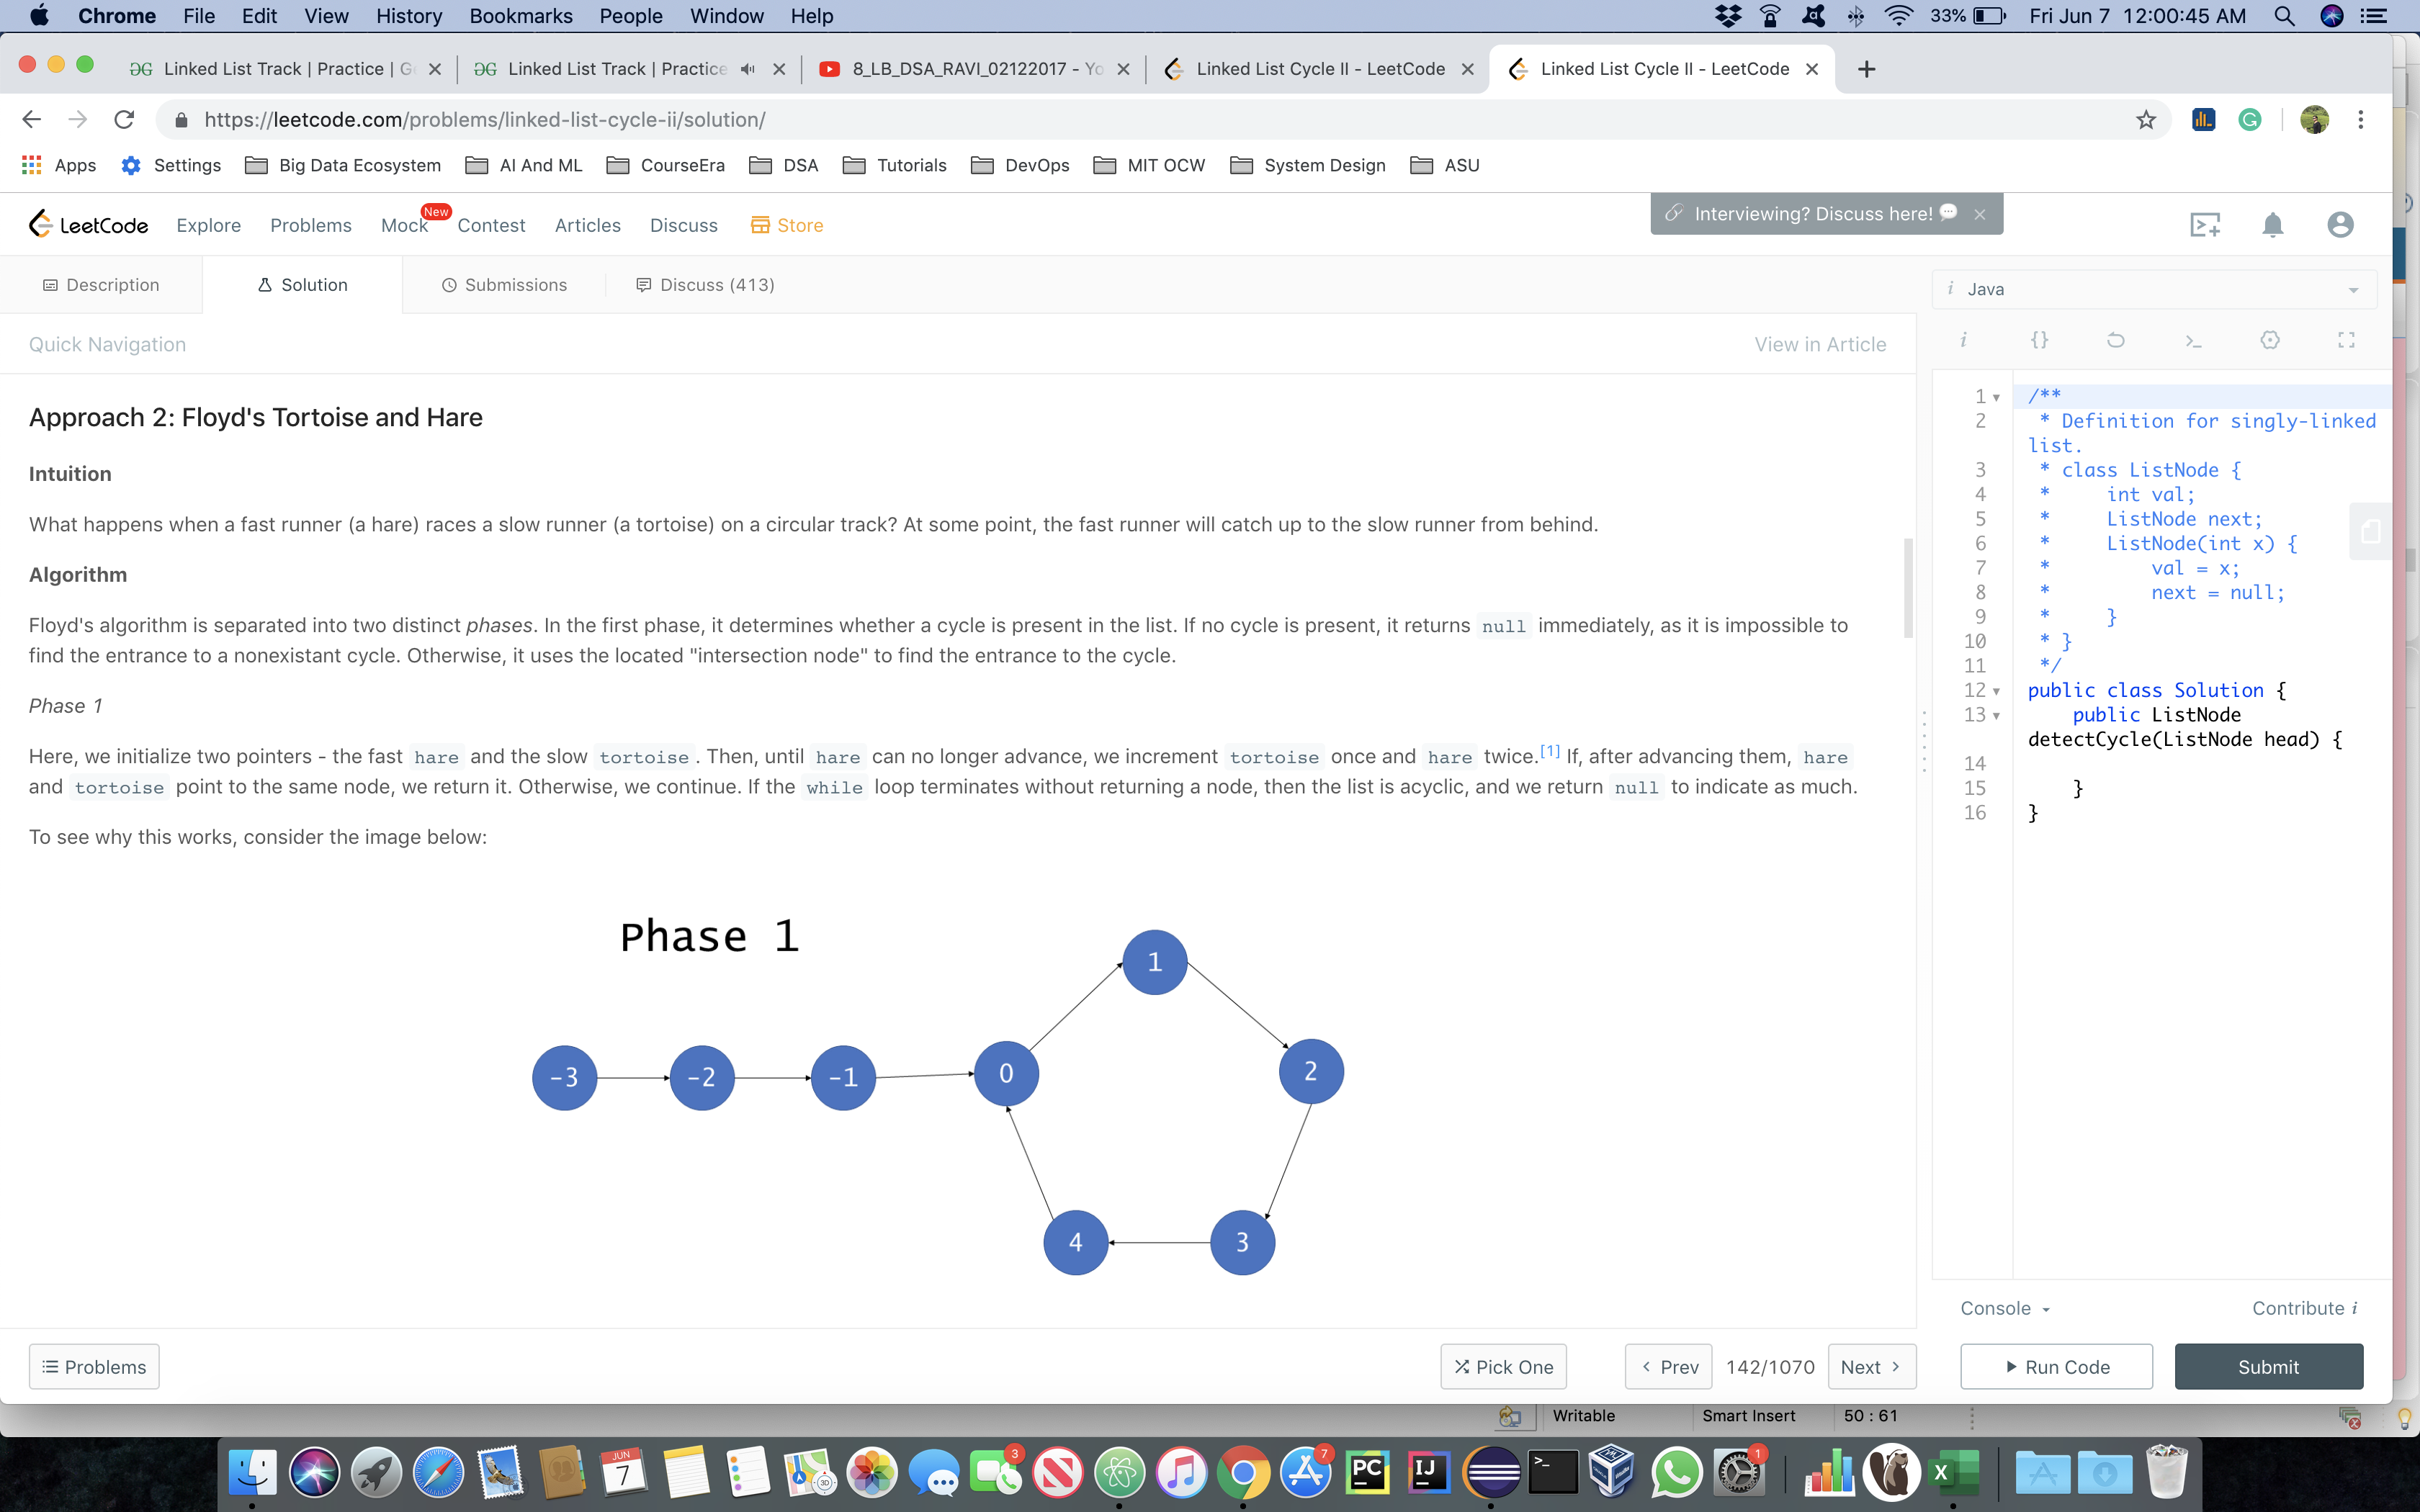 Chrome File Edit View History Bookmarks People Window Help 33% Fri Jun 7 12:00:45 AM
Linked List Track | Practice | G Linked List Track | Practice 8_LB_DSA_RAVI_02122017 - Yo Linked List Cycle II - LeetCode Linked List Cycle II - LeetCode
https://leetcode.com/problems/linked-list-cycle-ii/solution/
Apps Settings Big Data Ecosystem AI And ML CourseEra DSA Tutorials DevOps MIT OCW System Design ASU
LeetCode Explore Problems Mock New Contest Articles Discuss Store Interviewing? Discuss here!
Description Solution Submissions Discuss (413)
Quick Navigation View in Article
Approach 2: Floyd's Tortoise and Hare
Intuition
What happens when a fast runner (a hare) races a slow runner (a tortoise) on a circular track? At some point, the fast runner will catch up to the slow runner from behind.
Algorithm
Floyd's algorithm is separated into two distinct phases. In the first phase, it determines whether a cycle is present in the list. If no cycle is present, it returns null immediately, as it is impossible to
find the entrance to a nonexistant cycle. Otherwise, it uses the located "intersection node" to find the entrance to the cycle.
Phase 1
Here, we initialize two pointers - the fast hare and the slow tortoise . Then, until hare can no longer advance, we increment tortoise once and hare twice.[1] If, after advancing them, hare
and tortoise point to the same node, we return it. Otherwise, we continue. If the while loop terminates without returning a node, then the list is acyclic, and we return null to indicate as much.
To see why this works, consider the image below:
Phase 1
1
-3 -2 -1 0 2
4 3
Problems Pick One Prev 142/1070 Next
i Java
i {}
1 /**
2 * Definition for singly-linked
list.
3 * class ListNode {
4 * int val;
5 * ListNode next;
6 * ListNode(int x) {
7 * val = x;
8 * next = null;
9 * }
10 * }
11 */
12 public class Solution {
13 public ListNode
detectCycle(ListNode head) {
14
15 }
16 }
Console Contribute i
Run Code Submit
Writable Smart Insert 50 : 61
JUN
7
3D
3
7
PC
IJ
1
X